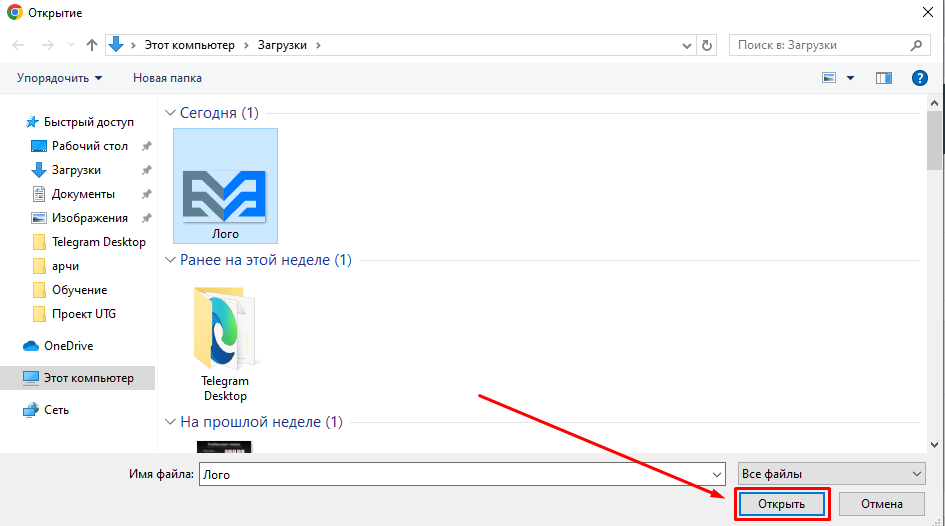 Открытие
Этот компьютер
Загрузки
Поиск в: Загрузки
Упорядочить
Новая папка
?
Быстрый доступ
Рабочий стол
Загрузки
Документы
Изображения
Telegram Desktop
арчи
Обучение
Проект UTG
OneDrive
Этот компьютер
Сеть
Сегодня (1)
Лого
Ранее на этой неделе (1)
Telegram
Desktop
На прошлой неделе (1)
Имя файла:
Лого
Все файлы
Открыть
Отмена